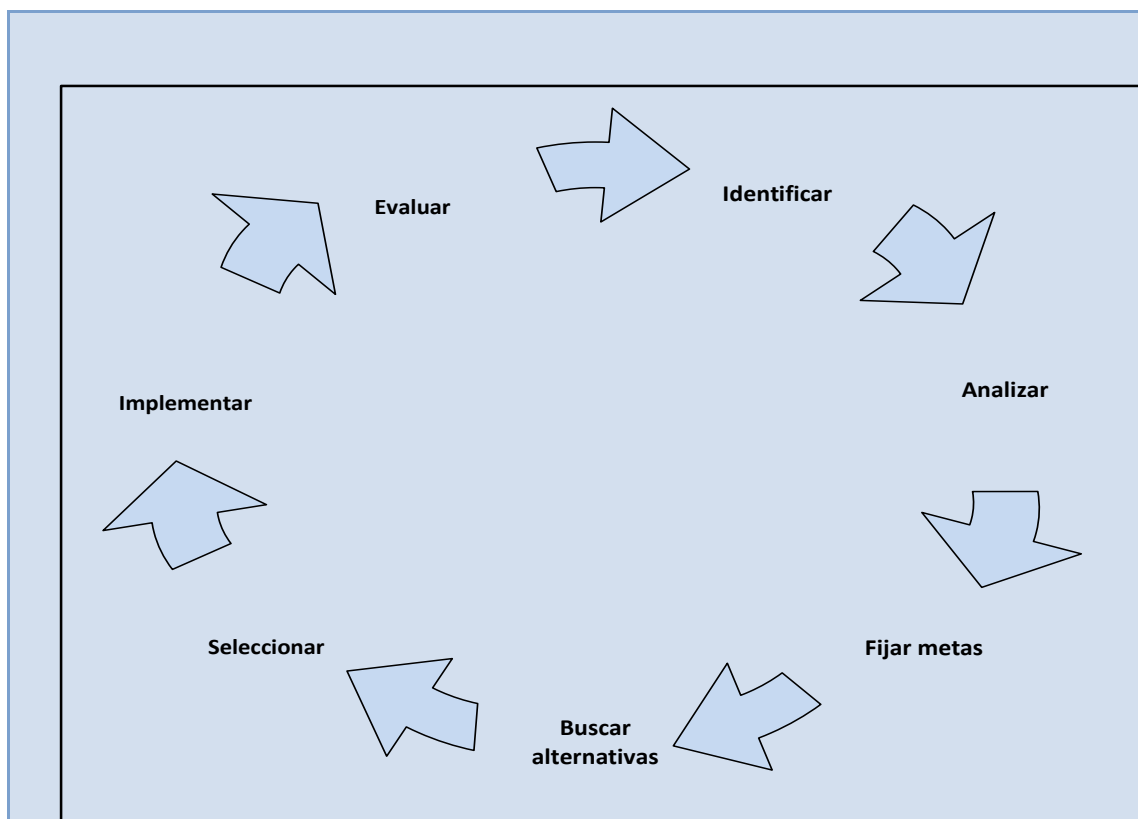 Identificar
Analizar
Fijar metas
Buscar
alternativas
Seleccionar
Implementar
Evaluar